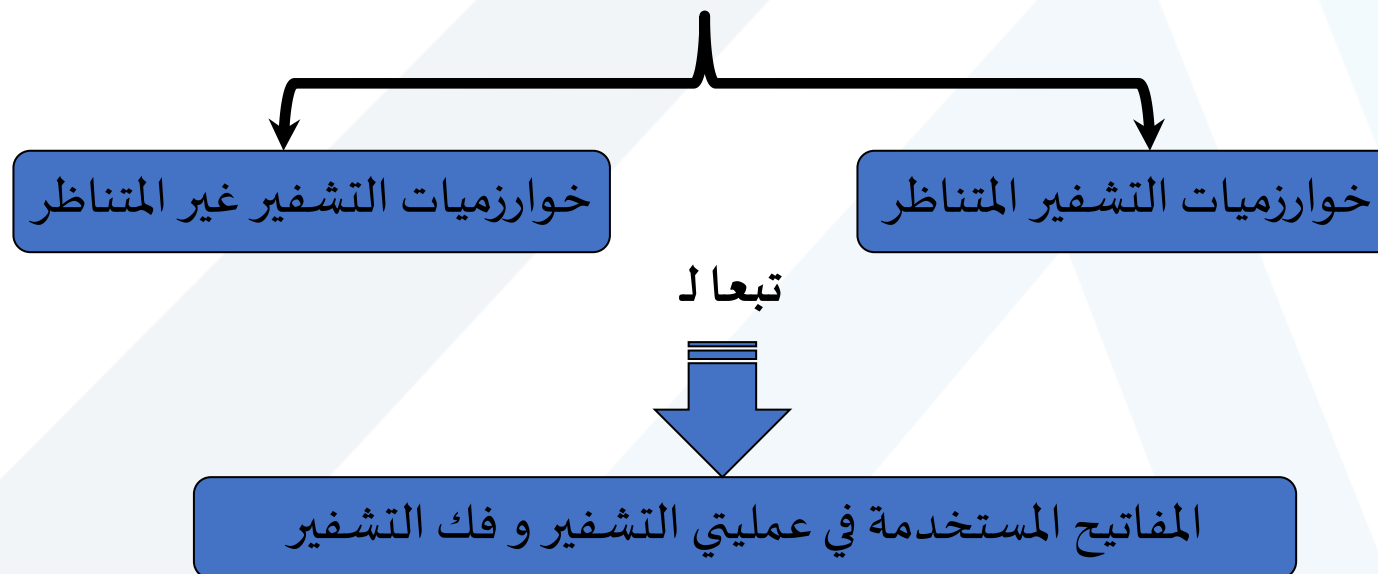 خوارزميات التشفير المتناظر
خوارزميات التشفير غير المتناظر
تبعا لـ
المفاتيح المستخدمة في عمليتي التشفير و فك التشفير